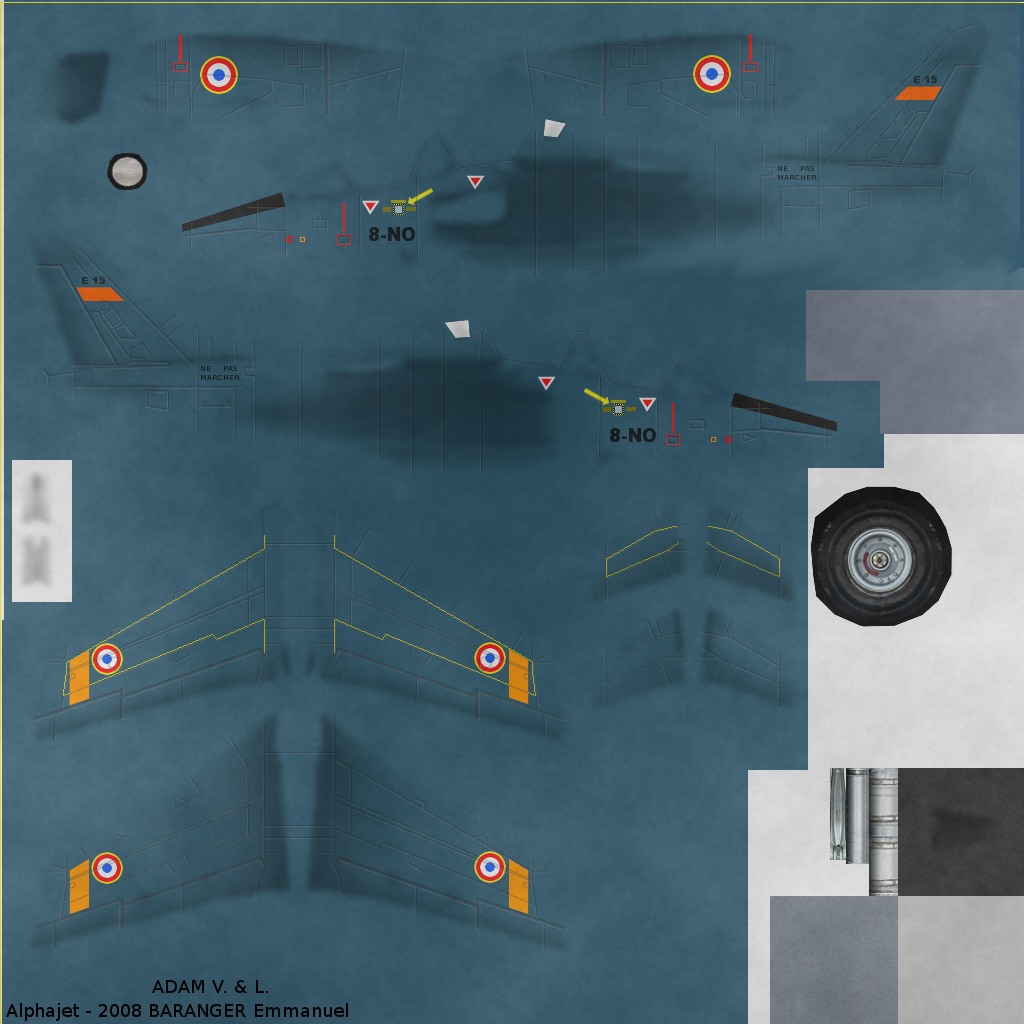 E 15
NE PAS
MARCHER
8-NO
E 15
NE PAS
MARCHER
8-NO
ADAM V. & L.
Alphajet - 2008 BARANGER Emmanuel